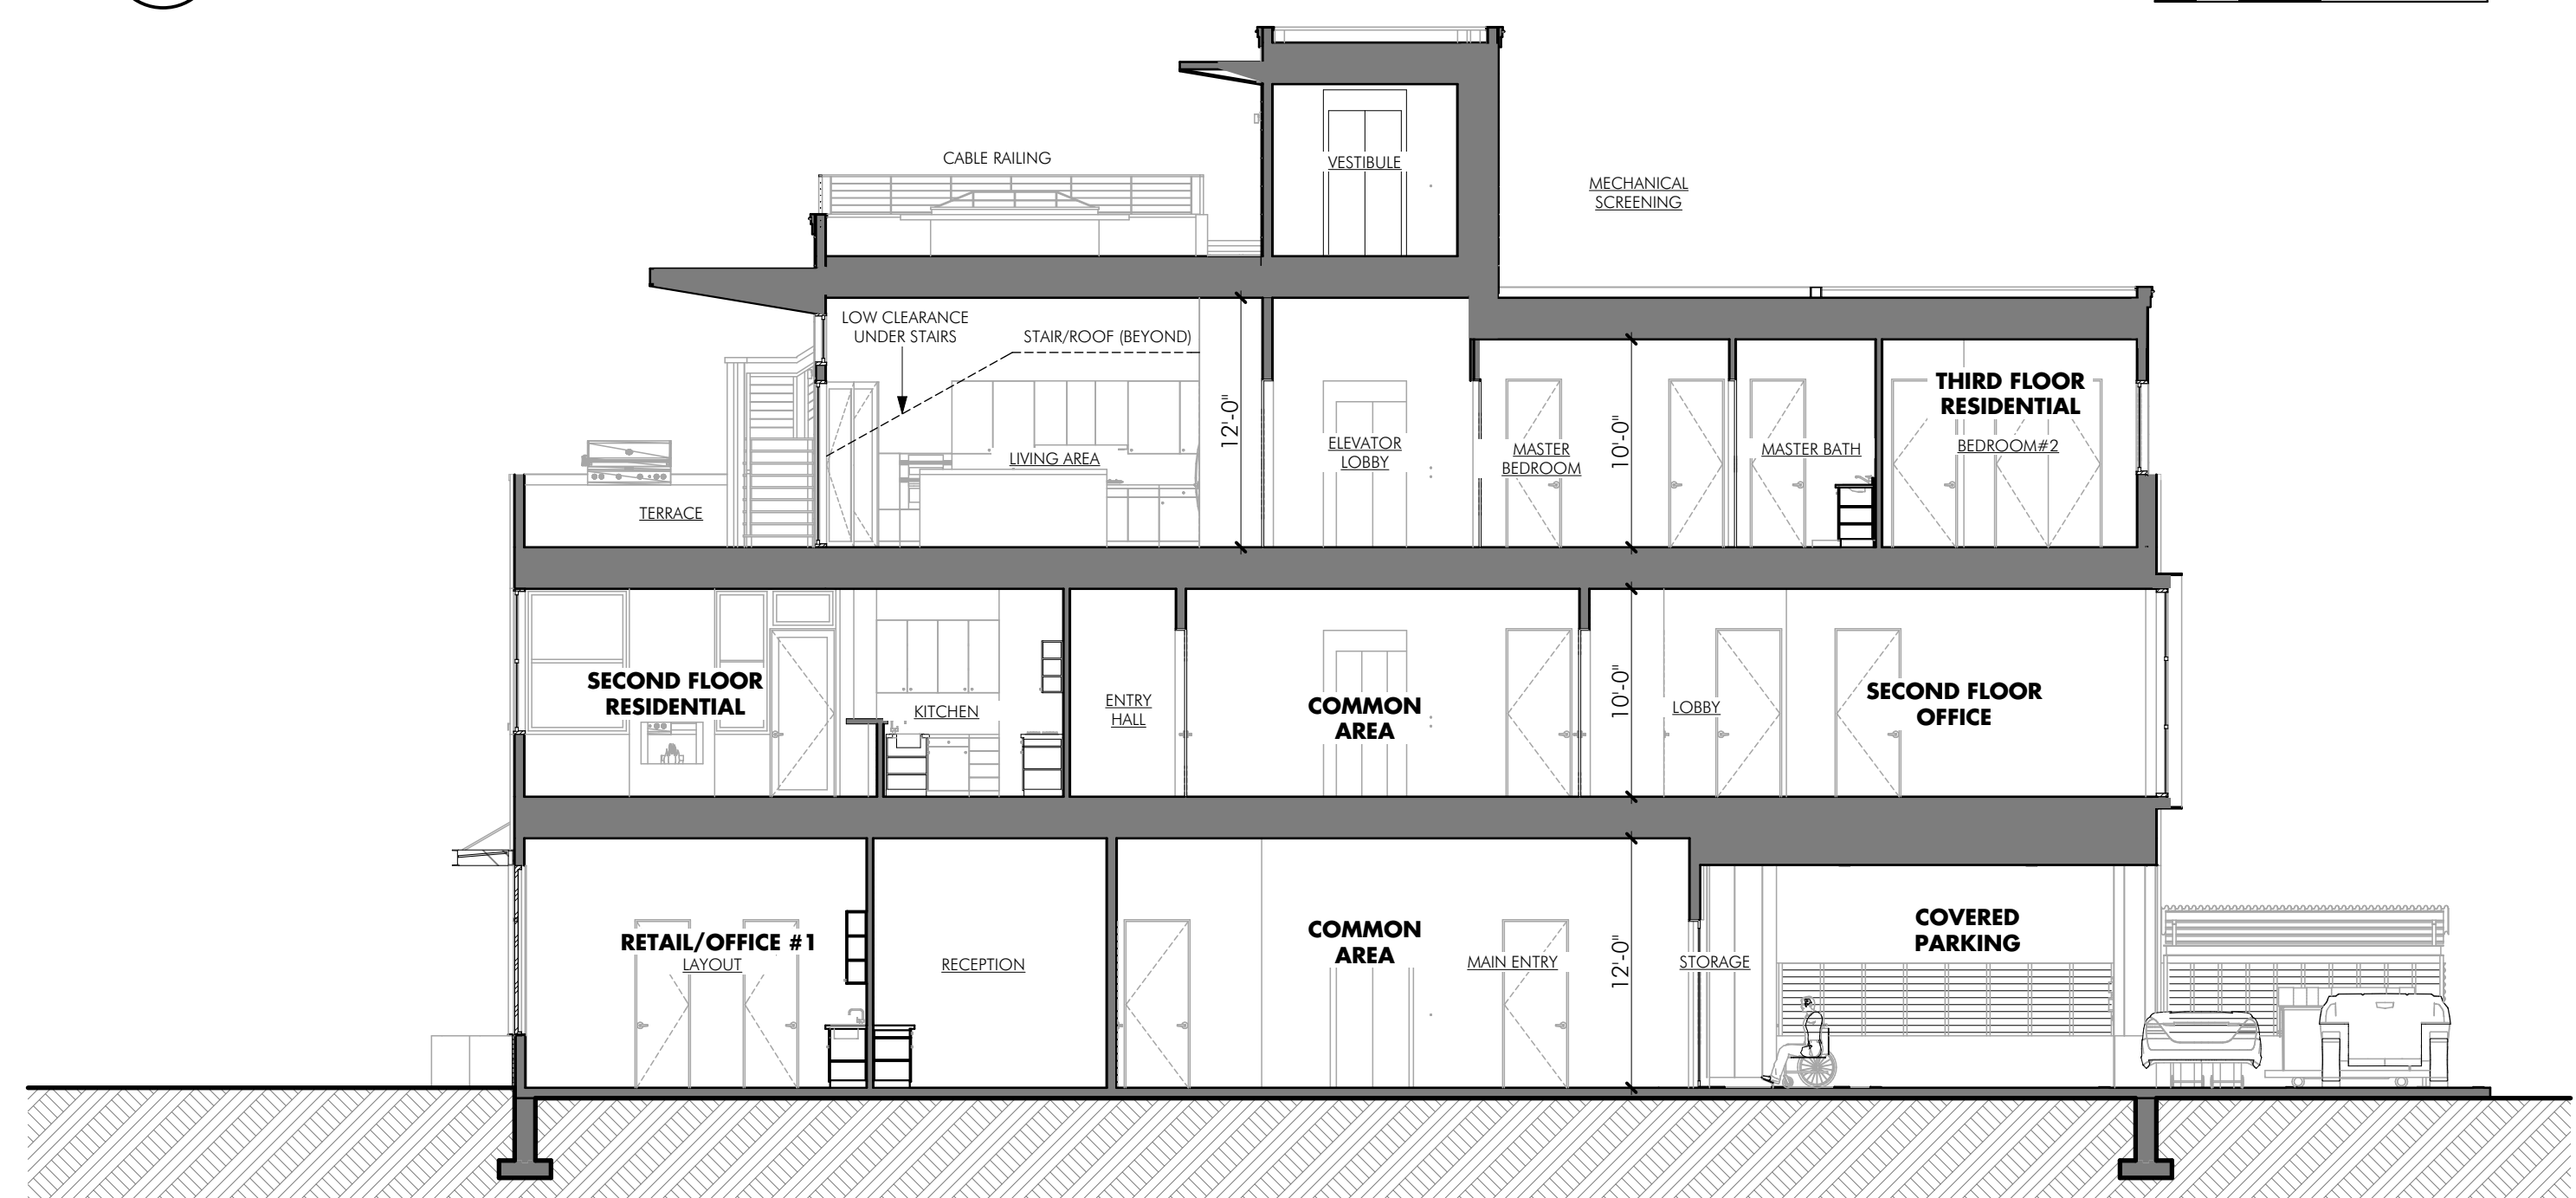 VESTIBULE
CABLE RAILING
MECHANICAL
SCREENING
LOW CLEARANCE
UNDER STAIRS
STAIR/ROOF (BEYOND)
12'-0"
10'-0"
THIRD FLOOR
RESIDENTIAL
BEDROOM#2
ELEVATOR
LOBBY
MASTER
BEDROOM
MASTER BATH
LIVING AREA
TERRACE
SECOND FLOOR
RESIDENTIAL
KITCHEN
ENTRY
HALL
COMMON
AREA
10'-0"
LOBBY
SECOND FLOOR
OFFICE
RETAIL/OFFICE #1
LAYOUT
RECEPTION
COMMON
AREA
MAIN ENTRY
12'-0"
STORAGE
COVERED
PARKING